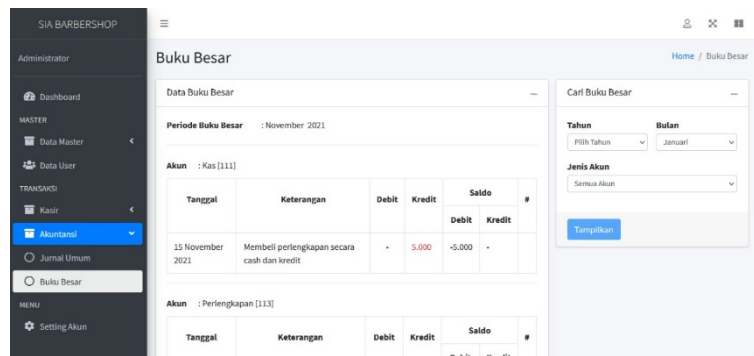 SIA BARBERSHOP
Administrator
Dashboard
MASTER
Data Master
Data User
TRANSAKSI
Kasir
Akuntansi
Jurnal Umum
Buku Besar
MENU
Setting Akun
Buku Besar
Home / Buku Besar
Data Buku Besar
Periode Buku Besar : November 2021
Akun : Kas [111]
Tanggal Keterangan Debit Kredit Saldo #
Debit Kredit
15 November Membeli perlengkapan secara - 5.000 -5.000 -
2021 cash dan kredit
Akun : Perlengkapan [113]
Tanggal Keterangan Debit Kredit Saldo #
Cari Buku Besar
Tahun Bulan
Pilih Tahun Januari
Jenis Akun
Semua Akun
Tampilkan